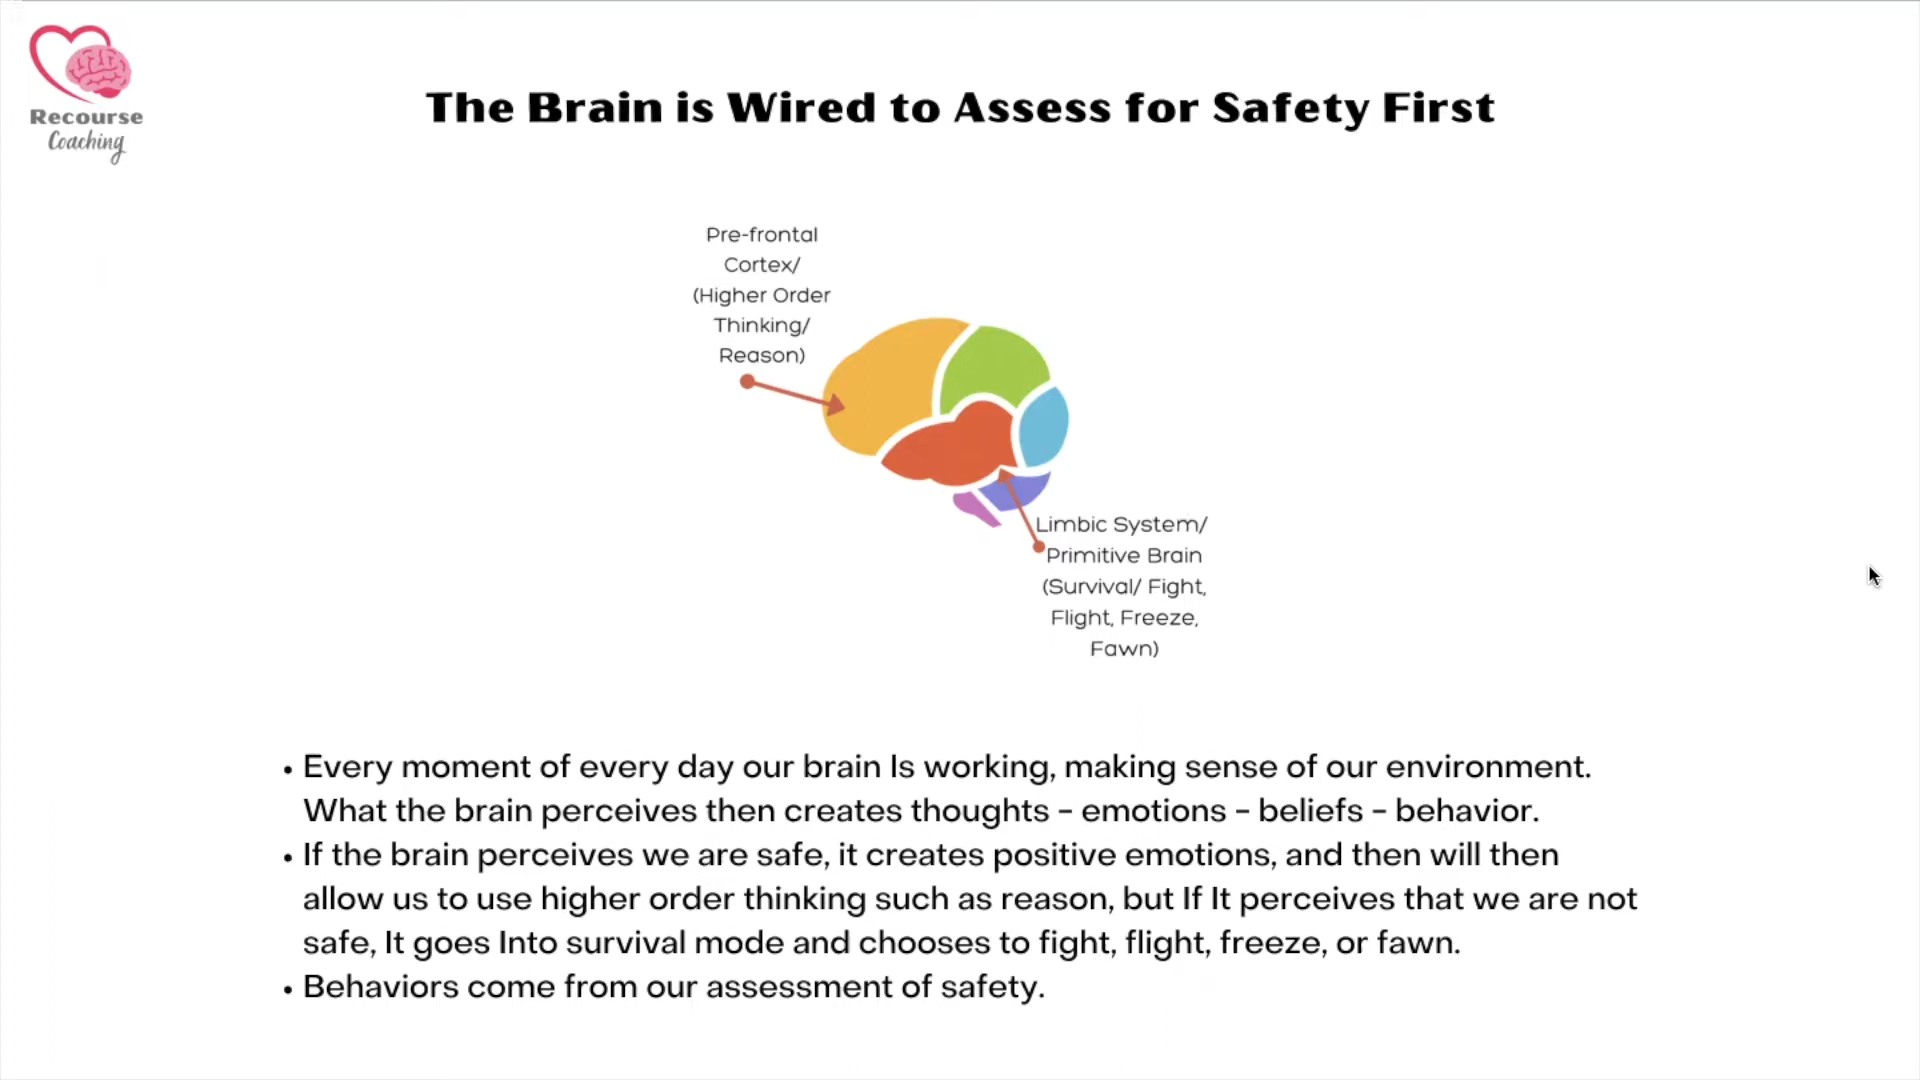 Recourse
Coaching
The Brain is Wired to Assess for Safety First
Pre-frontal
Cortex/
(Higher Order
Thinking/
Reason)
Limbic System/
Primitive Brain
(Survival/ Fight,
Flight, Freeze,
Fawn)
• Every moment of every day our brain Is working, making sense of our environment.
What the brain perceives then creates thoughts - emotions - beliefs - behavior.
• If the brain perceives we are safe, it creates positive emotions, and then will then
allow us to use higher order thinking such as reason, but If It perceives that we are not
safe, It goes Into survival mode and chooses to fight, flight, freeze, or fawn.
• Behaviors come from our assessment of safety.